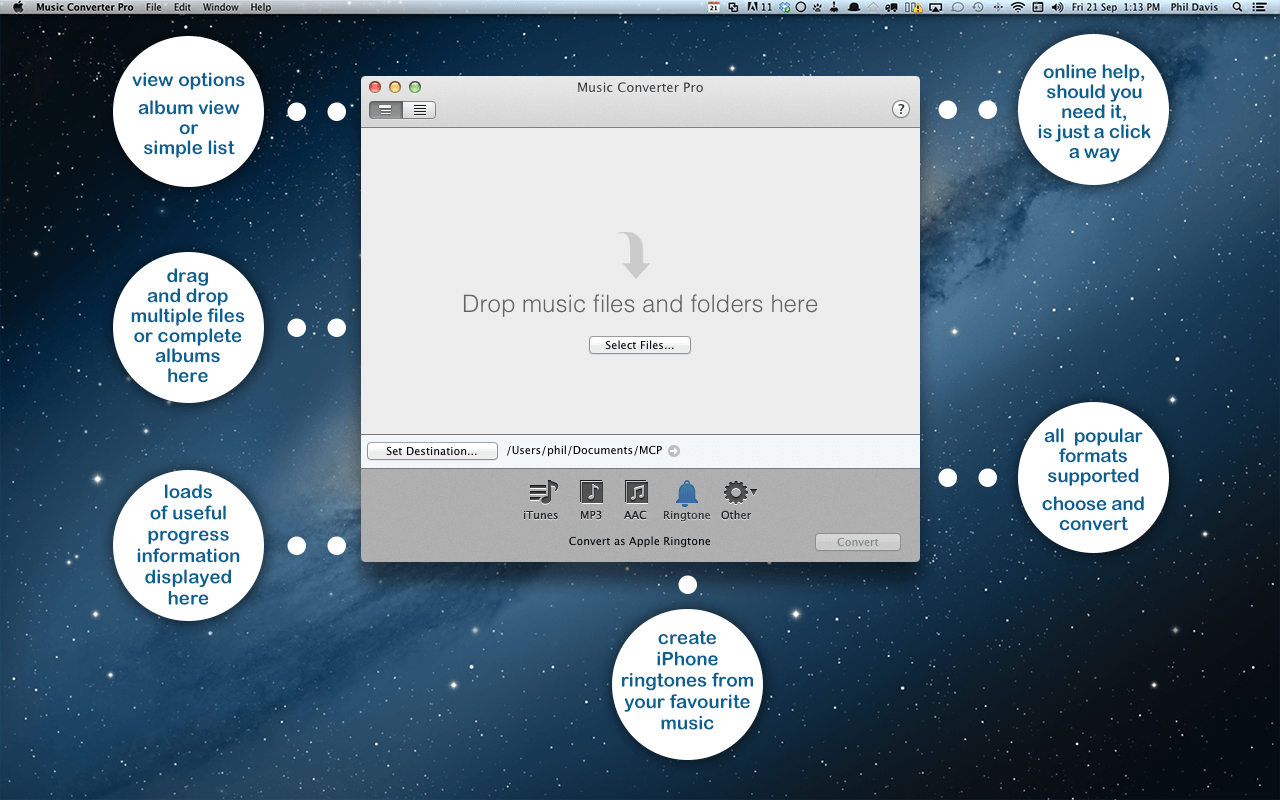 Music Converter Pro File Edit Window Help
21 11 Fri 21 Sep 1:13 PM Phil Davis
view options
album view
or
simple list
Music Converter Pro
?
online help,
should you
need it,
is just a click
a way
drag
and drop
multiple files
or complete
albums
here
Drop music files and folders here
Select Files...
Set Destination... /Users/phil/Documents/MCP
all popular
formats
supported
choose and
convert
loads
of useful
progress
information
displayed
here
iTunes MP3 AAC Ringtone Other
Convert as Apple Ringtone Convert
create
iPhone
ringtones from
your favourite
music